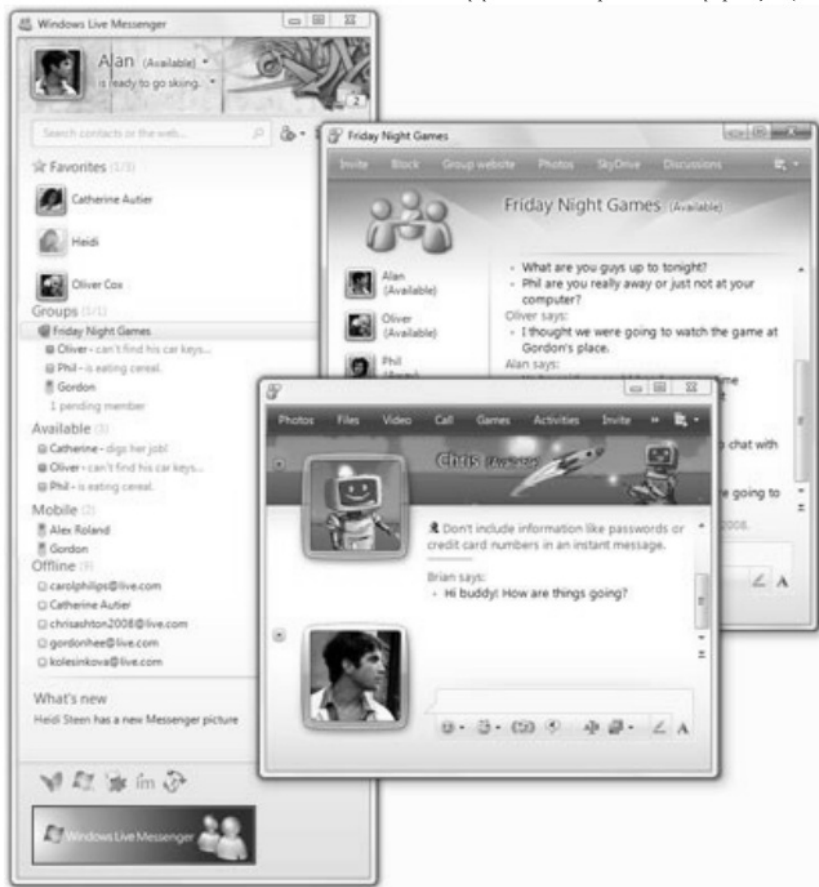 Windows Live Messenger
Alan (Available)
is ready to go skiing.
2
Search contacts or the web...
Favorites (1/3)
Catherine Autier
Heidi
Oliver Cox
Groups (1/1)
Friday Night Games
Oliver - can't find his car keys...
Phil - is eating cereal.
Gordon
1 pending member
Available (3)
Catherine - digs her job!
Oliver - can't find his car keys...
Phil - is eating cereal.
Mobile (2)
Alex Roland
Gordon
Offline (9)
carolphilips@live.com
Catherine Autier
chrisashton2008@live.com
gordonhee@live.com
kolesinkova@live.com
What's new
Heidi Steen has a new Messenger picture
im
Windows Live Messenger
Friday Night Games
Invite Block Group website Photos SkyDrive Discussions
Friday Night Games (Available)
Alan
(Available)
Oliver
(Available)
Phil
What are you guys up to tonight?
Phil are you really away or just not at your
computer?
Oliver says:
I thought we were going to watch the game at
Gordon's place.
Alan says:
time
chat with
going to
2008.
A
Photos Files Video Call Games Activities Invite »
Chris (Available)
Don't include information like passwords or
credit card numbers in an instant message.
Brian says:
Hi buddy! How are things going?
A